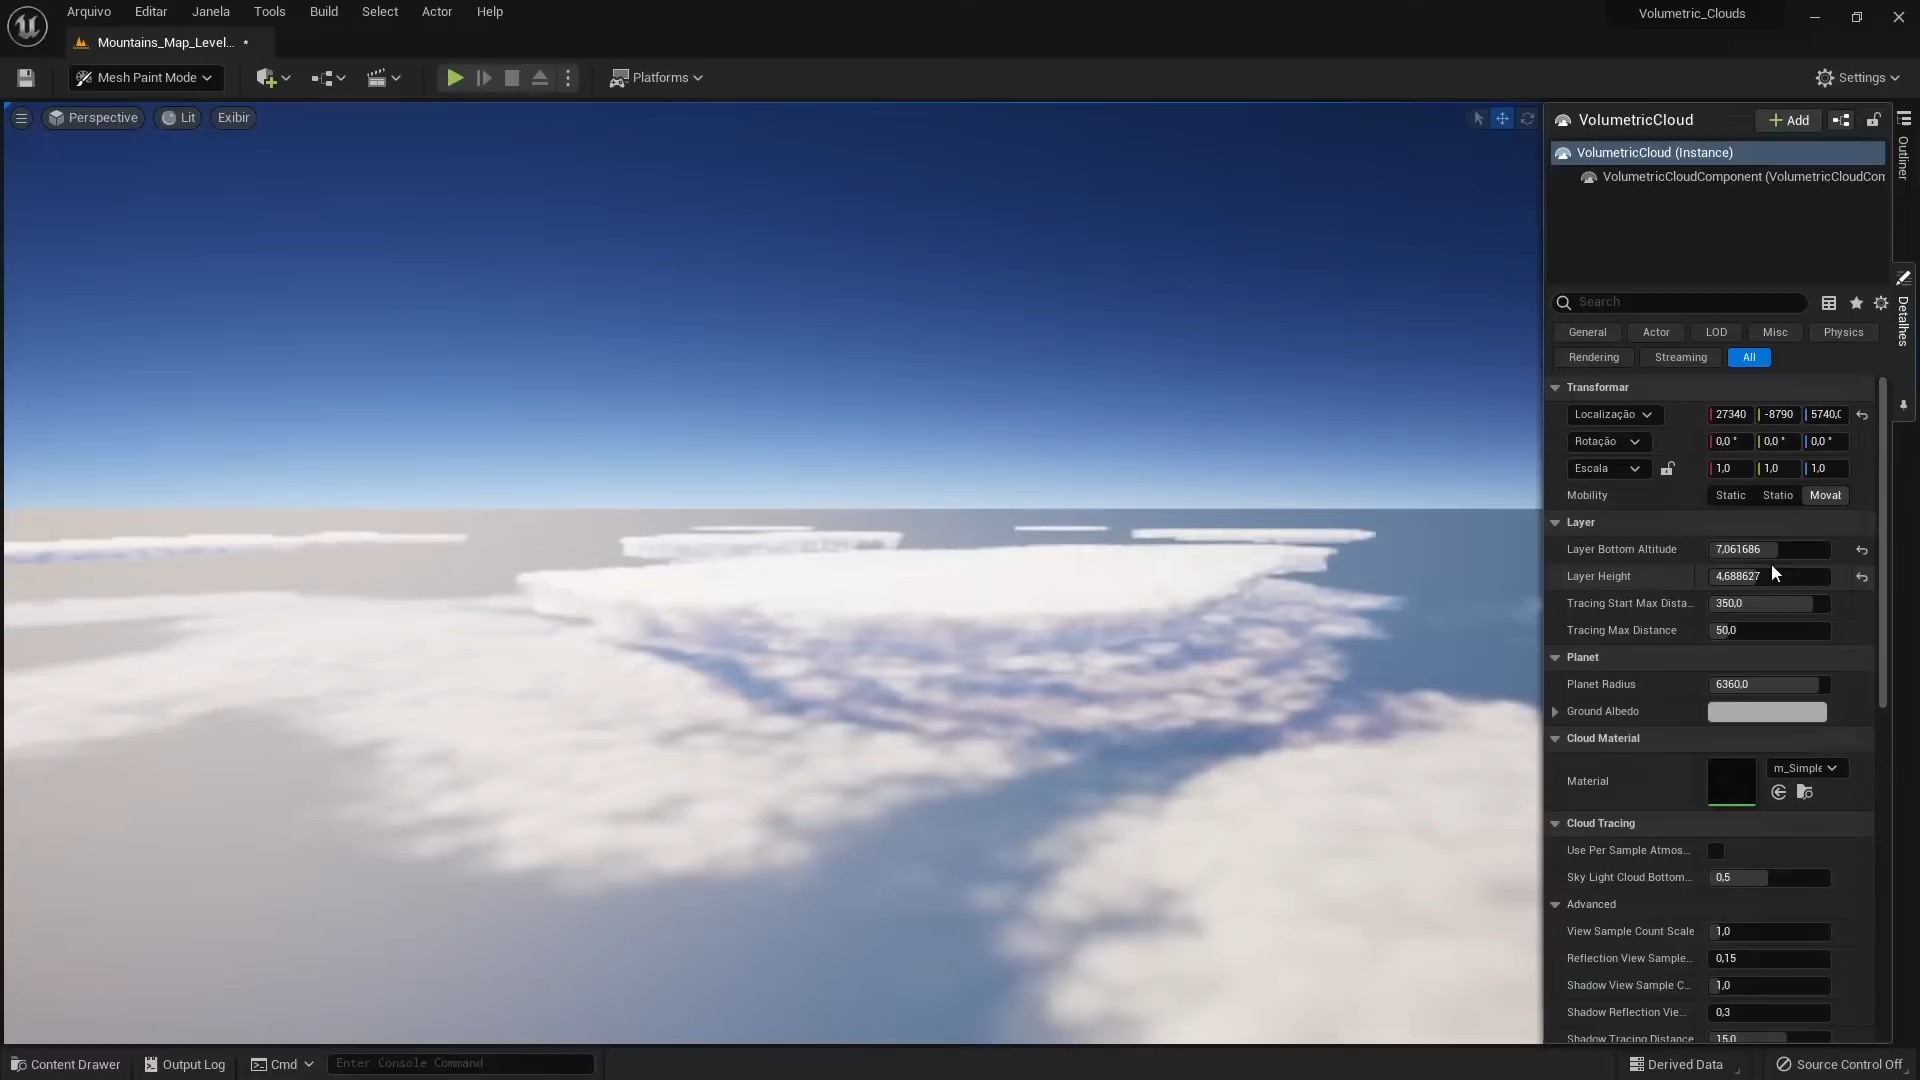 Arquivo Editar Janela Tools Build Select Actor Help
Volumetric_Clouds
Mountains_Map_Level... •
Mesh Paint Mode
Platforms
Settings
Perspective Lit Exibir
VolumetricCloud
Add
VolumetricCloud (Instance)
VolumetricCloudComponent (VolumetricCloudCon
Outliner
Detalhes
Search
General Actor LOD Misc Physics
Rendering Streaming All
Transformar
Localização 27340 -8790 5740,0
Rotação 0,0 ° 0,0 ° 0,0 °
Escala 1,0 1,0 1,0
Mobility Static Statio Movat
Layer
Layer Bottom Altitude 7,061686
Layer Height 4,688627
Tracing Start Max Dista... 350,0
Tracing Max Distance 50,0
Planet
Planet Radius 6360,0
Ground Albedo
Cloud Material
Material m_Simple
Cloud Tracing
Use Per Sample Atmos...
Sky Light Cloud Bottom... 0,5
Advanced
View Sample Count Scale 1,0
Reflection View Sample... 0,15
Shadow View Sample C... 1,0
Shadow Reflection Vie... 0,3
Shadow Tracing Distance 15,0
Content Drawer Output Log Cmd Enter Console Command
Derived Data Source Control Off